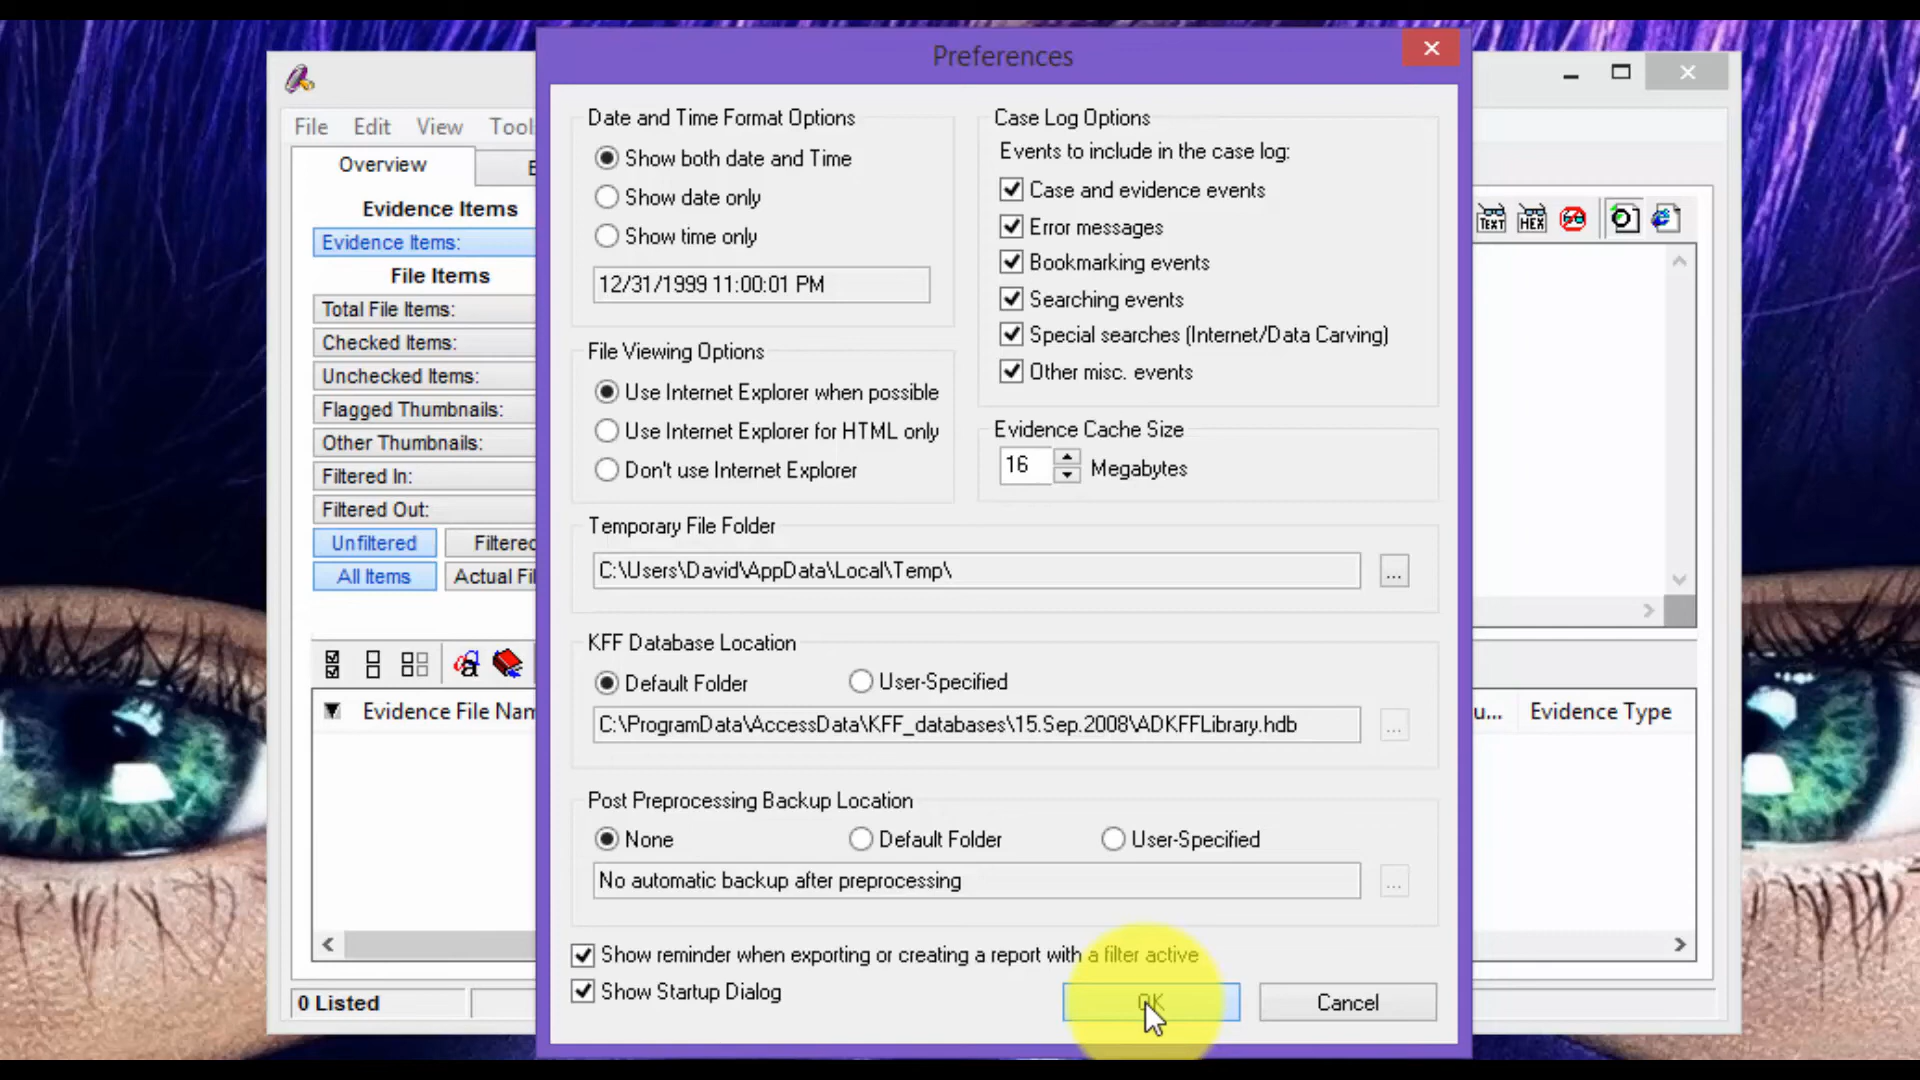 Preferences
File Edit View Tool
Overview
Evidence Items
Evidence Items:
File Items
Total File Items:
Checked Items:
Unchecked Items:
Flagged Thumbnails:
Other Thumbnails:
Filtered In:
Filtered Out:
Unfiltered Filtered
All Items Actual Fil
Evidence File Nam
0 Listed
Date and Time Format Options
Show both date and Time
Show date only
Show time only
12/31/1999 11:00:01 PM
File Viewing Options
Use Internet Explorer when possible
Use Internet Explorer for HTML only
Don't use Internet Explorer
Case Log Options
Events to include in the case log:
Case and evidence events
Error messages
Bookmarking events
Searching events
Special searches (Internet/Data Carving)
Other misc. events
Evidence Cache Size
16 Megabytes
Temporary File Folder
C:\Users\David\AppData\Local\Temp\
...
KFF Database Location
Default Folder User-Specified
C:\ProgramData\AccessData\KFF_databases\15.Sep.2008\ADKFFLibrary.hdb
...
Post Preprocessing Backup Location
None Default Folder User-Specified
No automatic backup after preprocessing
...
Show reminder when exporting or creating a report with a filter active
Show Startup Dialog
OK Cancel
TEXT HEX
u... Evidence Type